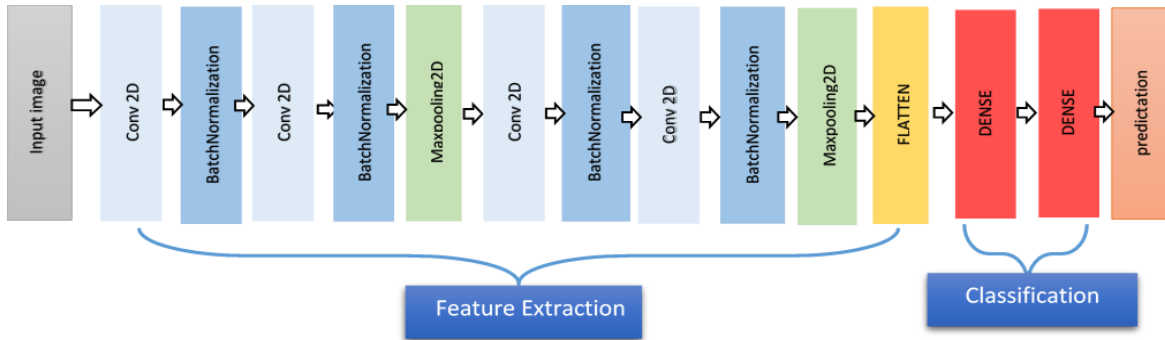 Input image
Conv 2D
BatchNormalization
Conv 2D
BatchNormalization
Maxpooling2D
Conv 2D
BatchNormalization
Conv 2D
BatchNormalization
Maxpooling2D
FLATTEN
DENSE
DENSE
predictation
Feature Extraction
Classification